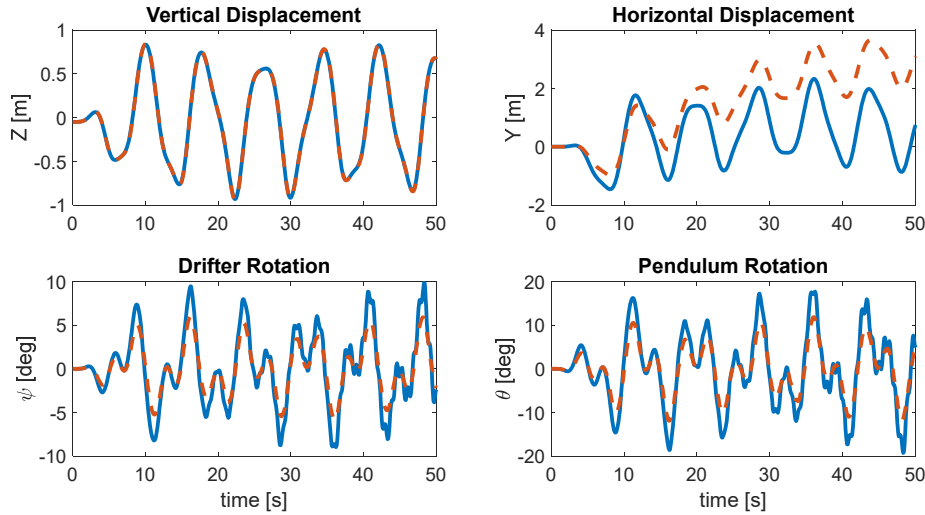 Vertical Displacement
Z [m]
1
0.5
0
-0.5
-1
0 10 20 30 40 50
Horizontal Displacement
Y [m]
4
2
0
-2
0 10 20 30 40 50
Drifter Rotation
ψ [deg]
10
5
0
-5
-10
0 10 20 30 40 50
time [s]
Pendulum Rotation
θ [deg]
20
10
0
-10
-20
0 10 20 30 40 50
time [s]